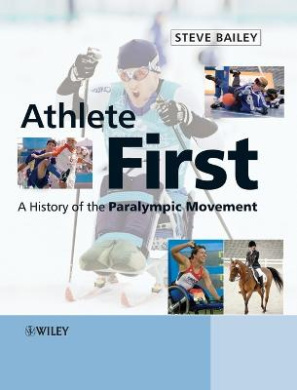 STEVE BAILEY
Athlete
First
A History of the Paralympic Movement
WILEY